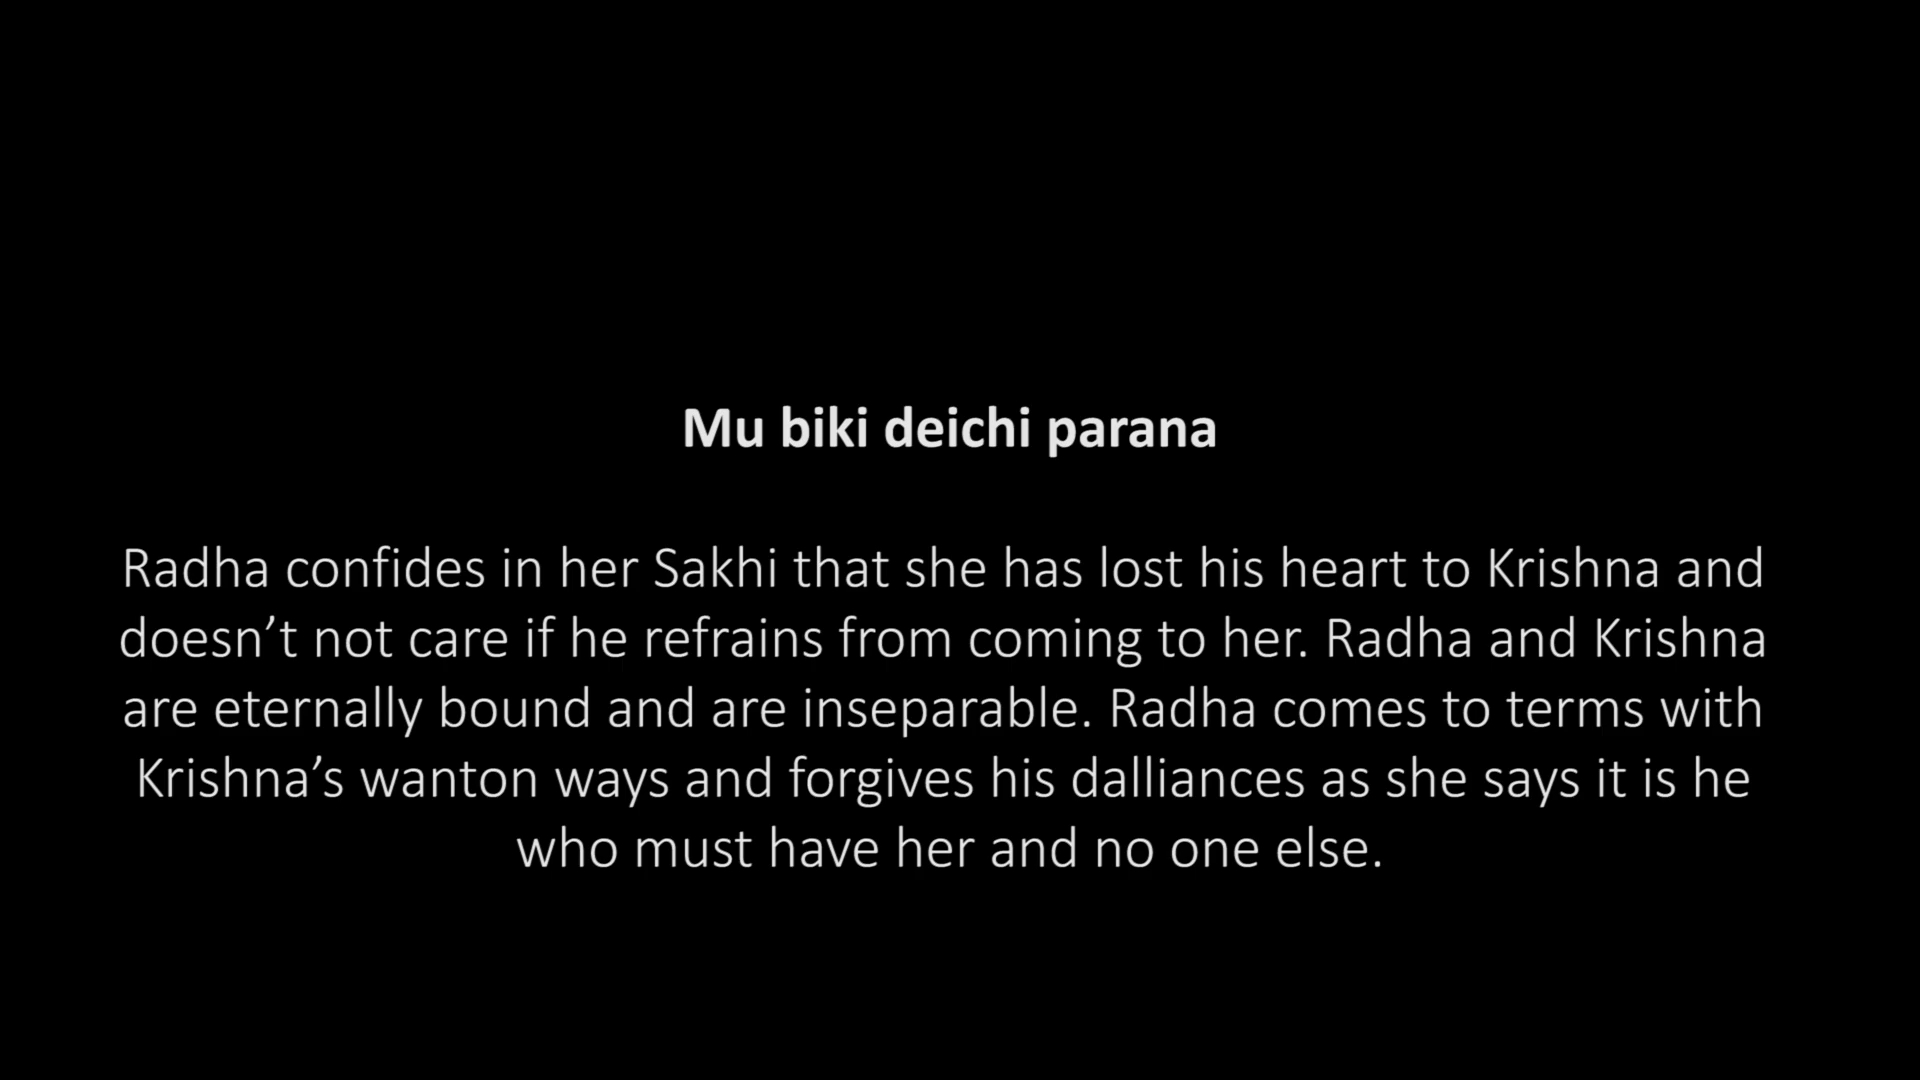 Mu biki deichi parana
Radha confides in her Sakhi that she has lost his heart to Krishna and
doesn’t not care if he refrains from coming to her. Radha and Krishna
are eternally bound and are inseparable. Radha comes to terms with
Krishna’s wanton ways and forgives his dalliances as she says it is he
who must have her and no one else.